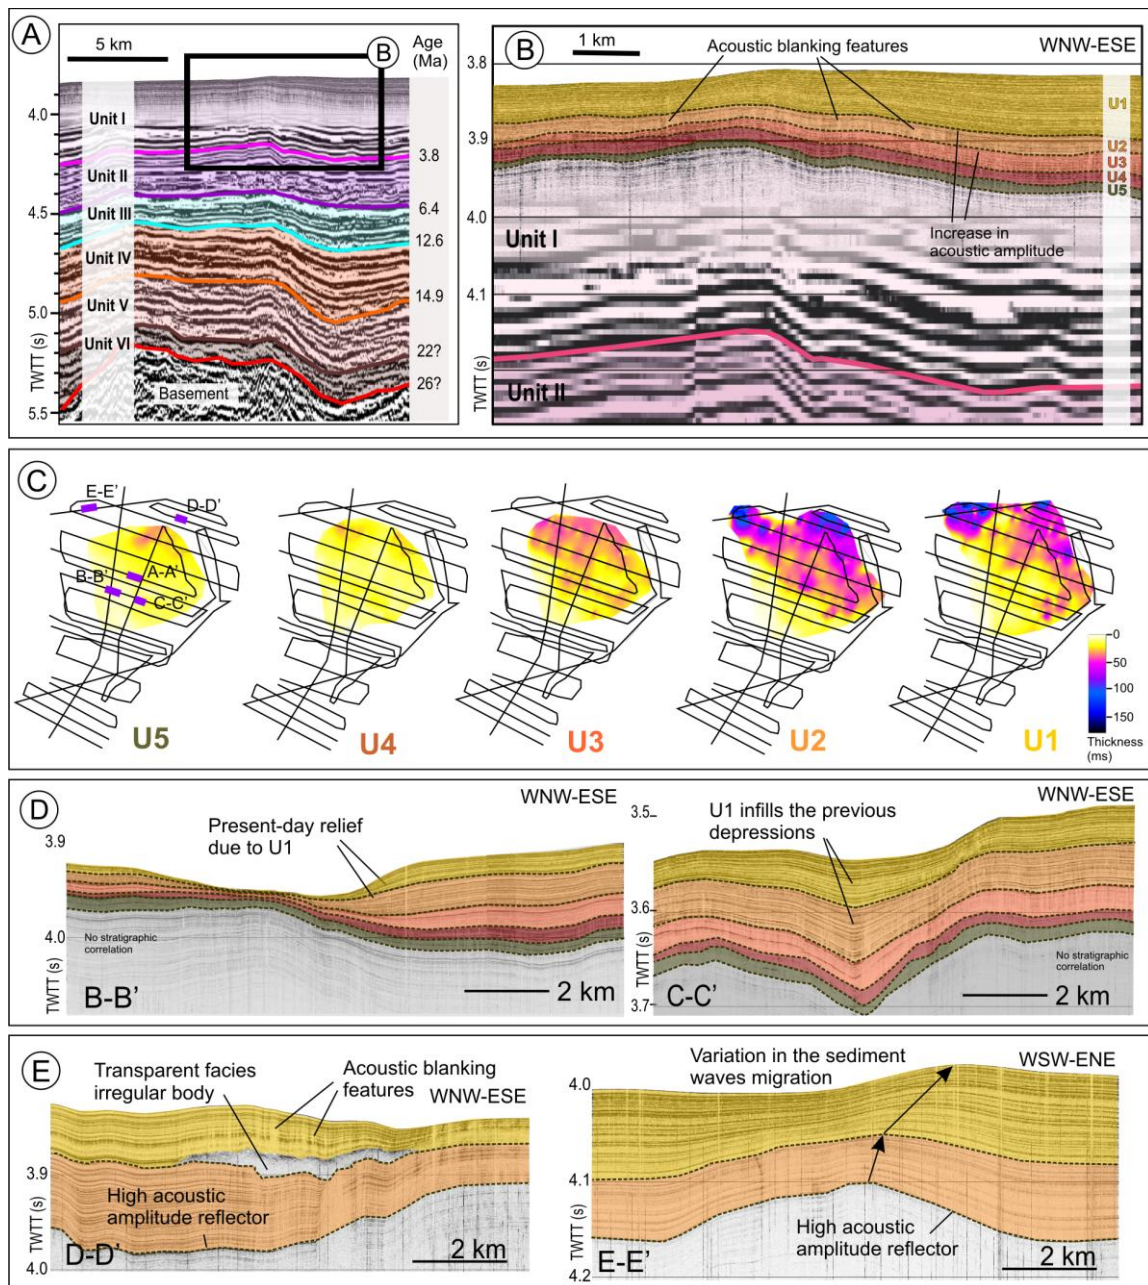 A
5 km
B
Age
(Ma)
4.0
Unit I
3.8
Unit II
4.5
6.4
Unit III
12.6
Unit IV
14.9
Unit V
5.0
22?
Unit VI
26?
Basement
5.5
TWTT (s)
B
1 km
Acoustic blanking
features
WNW-ESE
3.8
U1
3.9
U2
U3
U4
U5
4.0
Unit I
Increase in
acoustic amplitude
4.1
TWTT (s)
Unit II
C
E-E'
D-D'
A-A'
B-B'
C-C'
U5
U4
U3
U2
U1
0
50
100
150
Thickness
(ms)
D
WNW-ESE
3.9
Present-day relief
due to U1
No stratigraphic
correlation
4.0
TWTT (s)
B-B'
2 km
WNW-ESE
3.5
U1 infills the previous
depressions
3.6
No stratigraphic
correlation
TWTT (s)
3.7
C-C'
2 km
E
Transparent facies
irregular body
Acoustic blanking
features
WNW-ESE
3.9
High acoustic
amplitude reflector
TWTT (s)
D-D'
2 km
4.0
Variation in the sediment
waves migration
WSW-ENE
4.0
4.1
High acoustic
amplitude reflector
TWTT (s)
E-E'
2 km
4.2